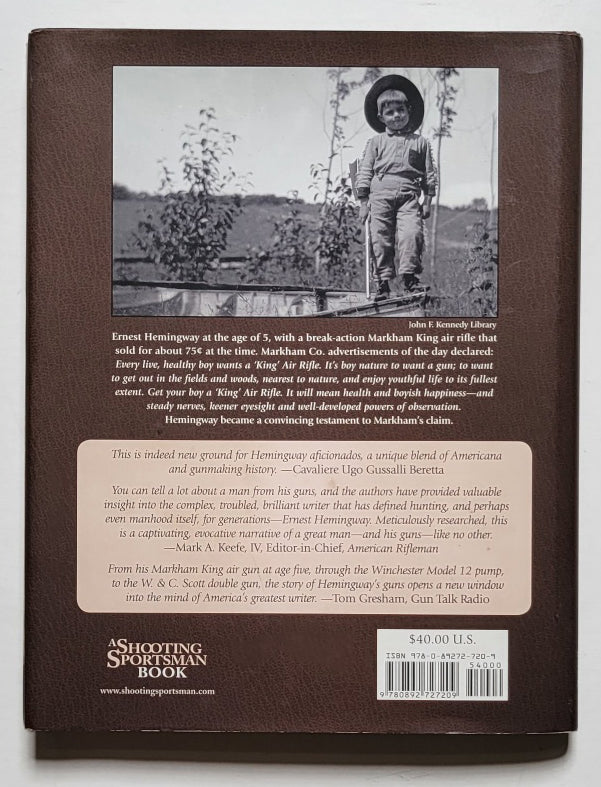 John F. Kennedy Library
Ernest Hemingway at the age of 5, with a break-action Markham King air rifle that
sold for about 75¢ at the time. Markham Co. advertisements of the day declared:
Every live, healthy boy wants a ‘King’ Air Rifle. It’s boy nature to want a gun; to want
to get out in the fields and woods, nearest to nature, and enjoy youthful life to its fullest
extent. Get your boy a ‘King’ Air Rifle. It will mean health and boyish happiness—and
steady nerves, keener eyesight and well-developed powers of observation.
Hemingway became a convincing testament to Markham’s claim.
This is indeed new ground for Hemingway aficionados, a unique blend of Americana
and gunmaking history. —Cavaliere Ugo Gussalli Beretta
You can tell a lot about a man from his guns, and the authors have provided valuable
insight into the complex, troubled, brilliant writer that has defined hunting, and perhaps
even manhood itself, for generations—Ernest Hemingway. Meticulously researched, this
is a captivating, evocative narrative of a great man—and his guns—like no other.
—Mark A. Keefe, IV, Editor-in-Chief, American Rifleman
From his Markham King air gun at age five, through the Winchester Model 12 pump,
to the W. & C. Scott double gun, the story of Hemingway’s guns opens a new window
into the mind of America’s greatest writer. —Tom Gresham, Gun Talk Radio
A SHOOTING
SPORTSMAN
BOOK
www.shootingsportsman.com
$40.00 U.S.
ISBN 978-0-89272-720-9
54000
9 780892 727209